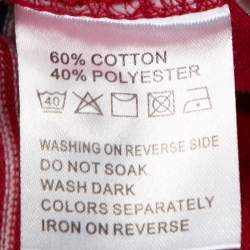 60% COTTON
40% POLYESTER
40
WASHING ON REVERSE SIDE
DO NOT SOAK
WASH DARK
COLORS SEPARATELY
IRON ON REVERSE